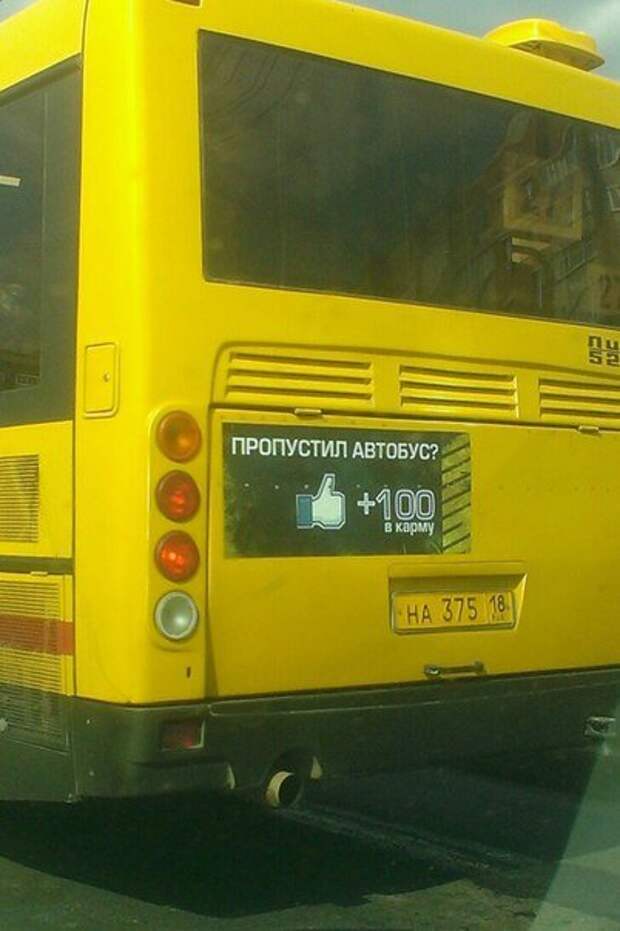 ПРОПУСТИЛ АВТОБУС?
+100
в карму
НА 375 18